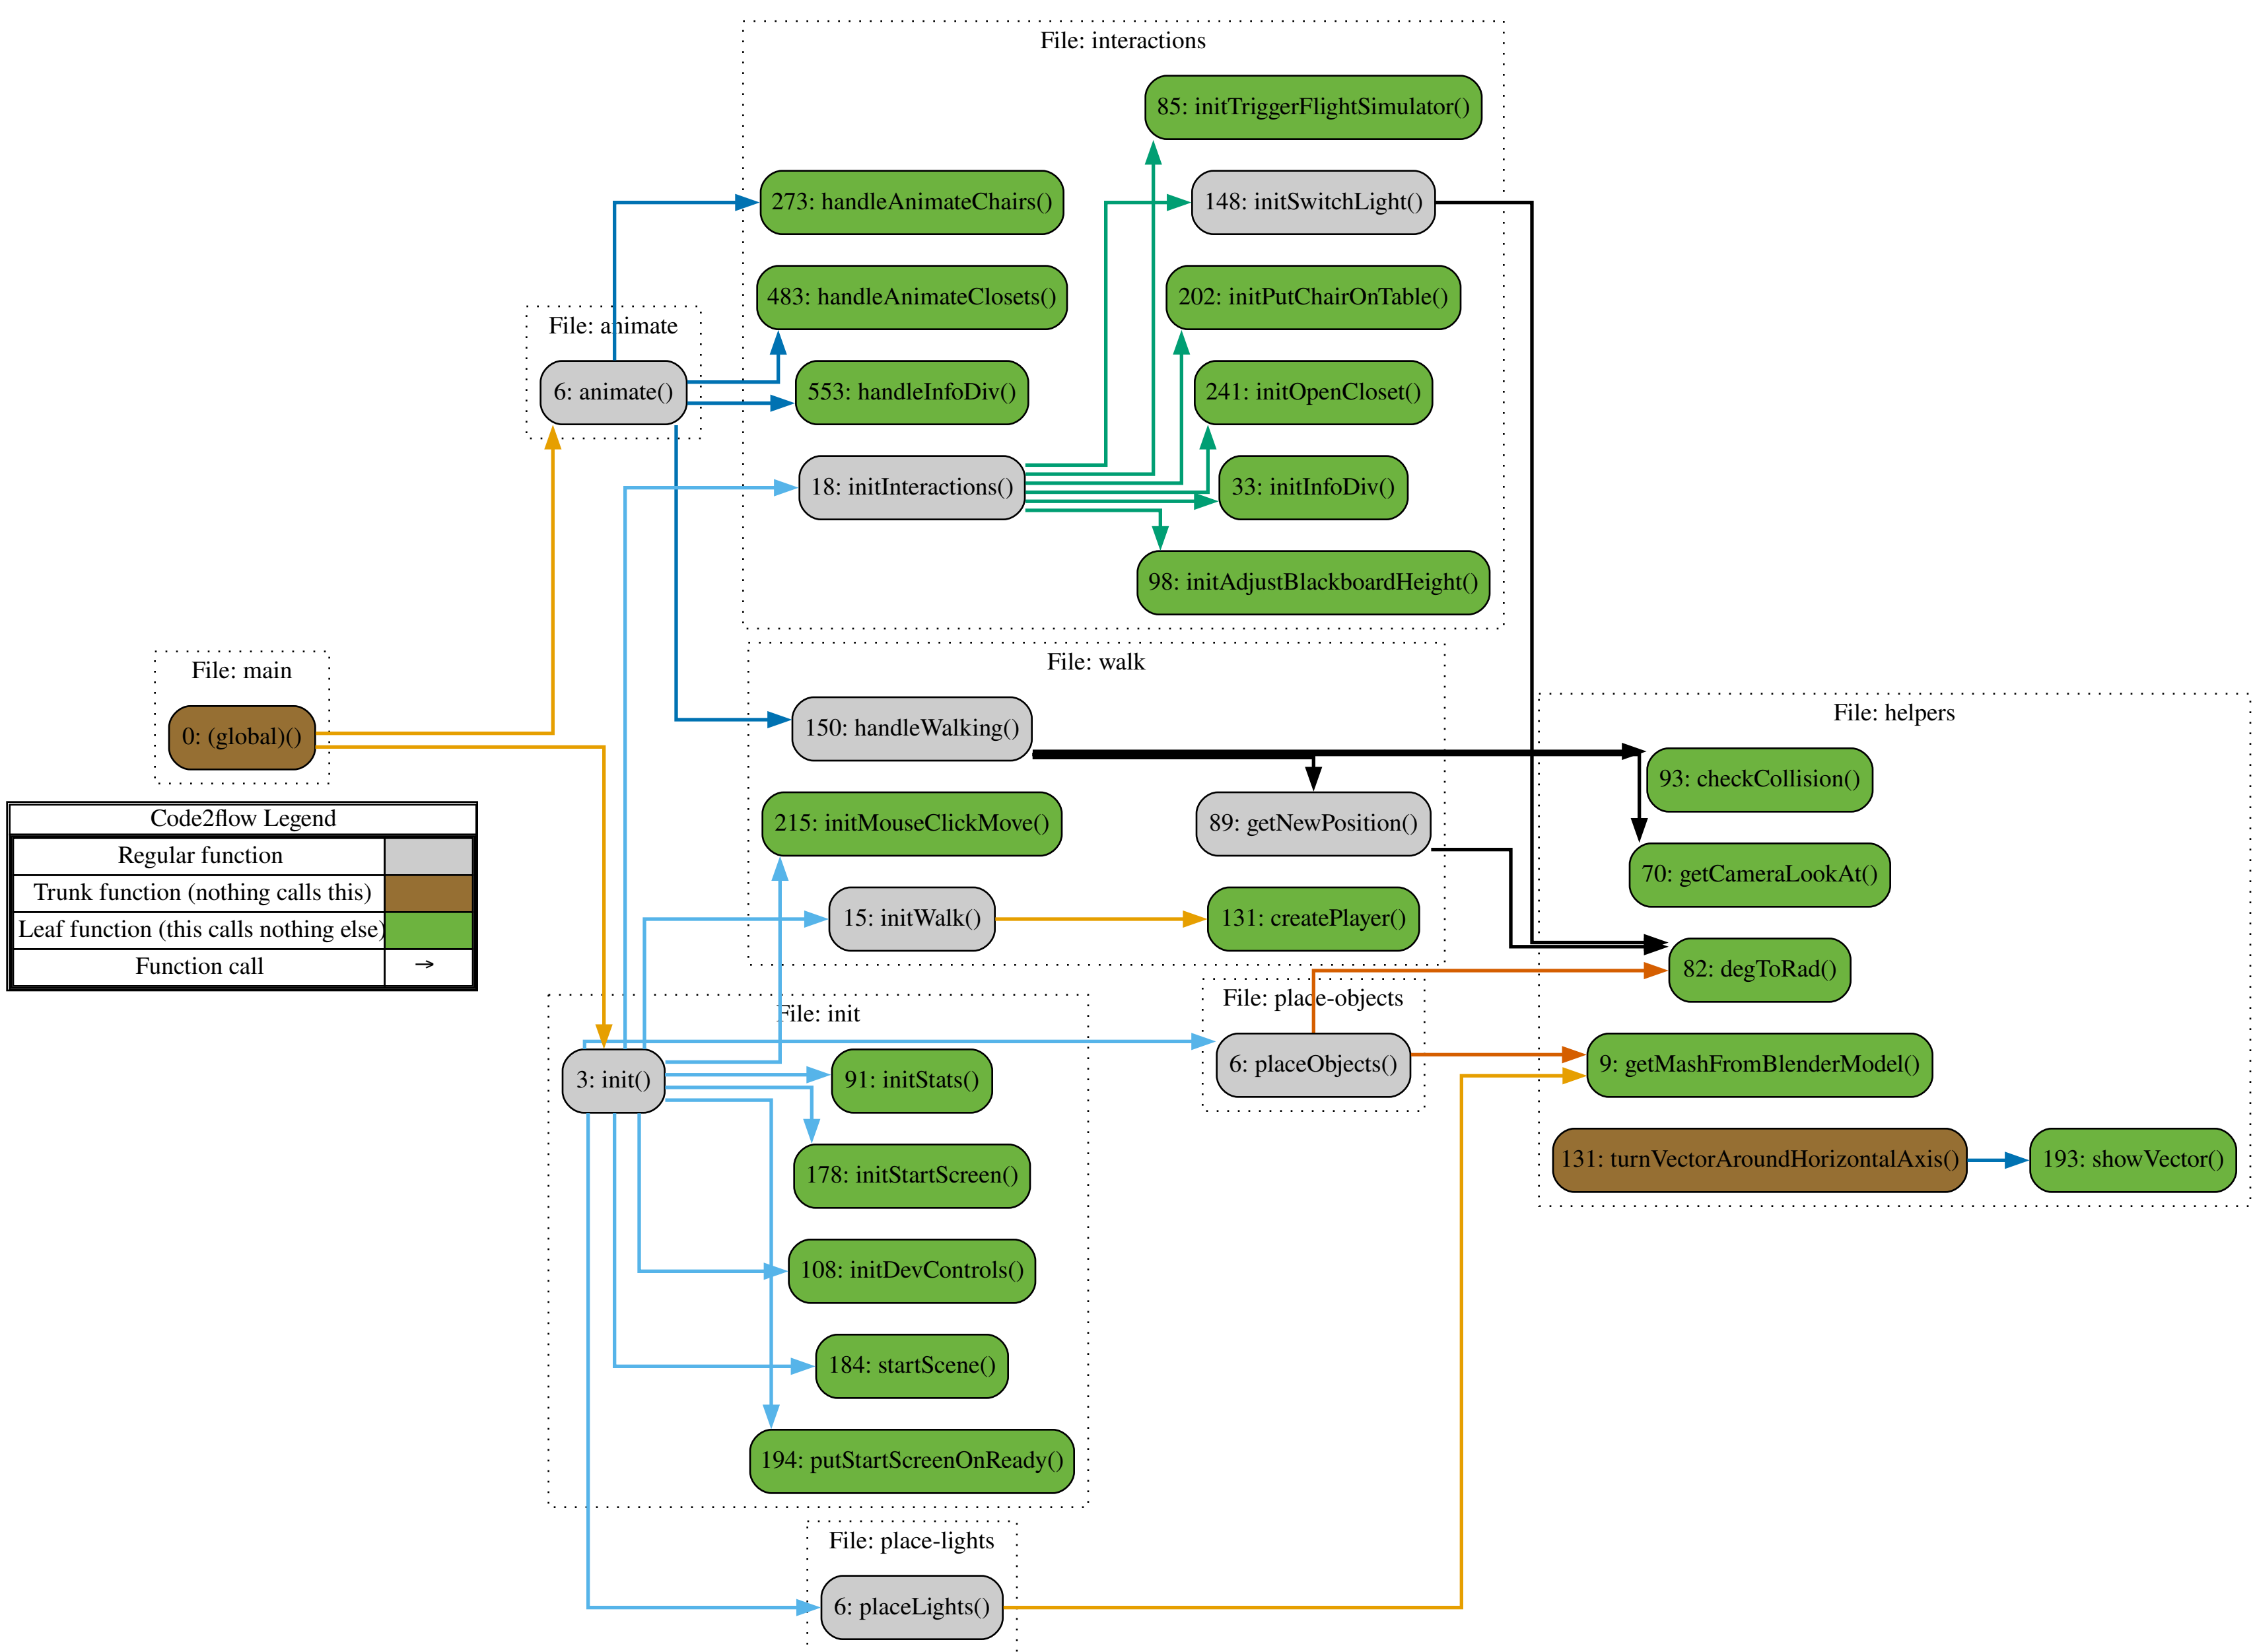 File: interactions
85: initTriggerFlightSimulator()
273: handleAnimateChairs()
148: initSwitchLight()
483: handleAnimateClosets()
202: initPutChairOnTable()
File: animate
6: animate()
553: handleInfoDiv()
241: initOpenCloset()
18: initInteractions()
33: initInfoDiv()
98: initAdjustBlackboardHeight()
File: main
0: (global)()
File: walk
150: handleWalking()
215: initMouseClickMove()
89: getNewPosition()
15: initWalk()
131: createPlayer()
File: helpers
93: checkCollision()
70: getCameraLookAt()
82: degToRad()
9: getMashFromBlenderModel()
131: turnVectorAroundHorizontalAxis()
193: showVector()
Code2flow Legend
Regular function
Trunk function (nothing calls this)
Leaf function (this calls nothing else)
Function call →
File: init
3: init()
91: initStats()
178: initStartScreen()
108: initDevControls()
184: startScene()
194: putStartScreenOnReady()
File: place-objects
6: placeObjects()
File: place-lights
6: placeLights()